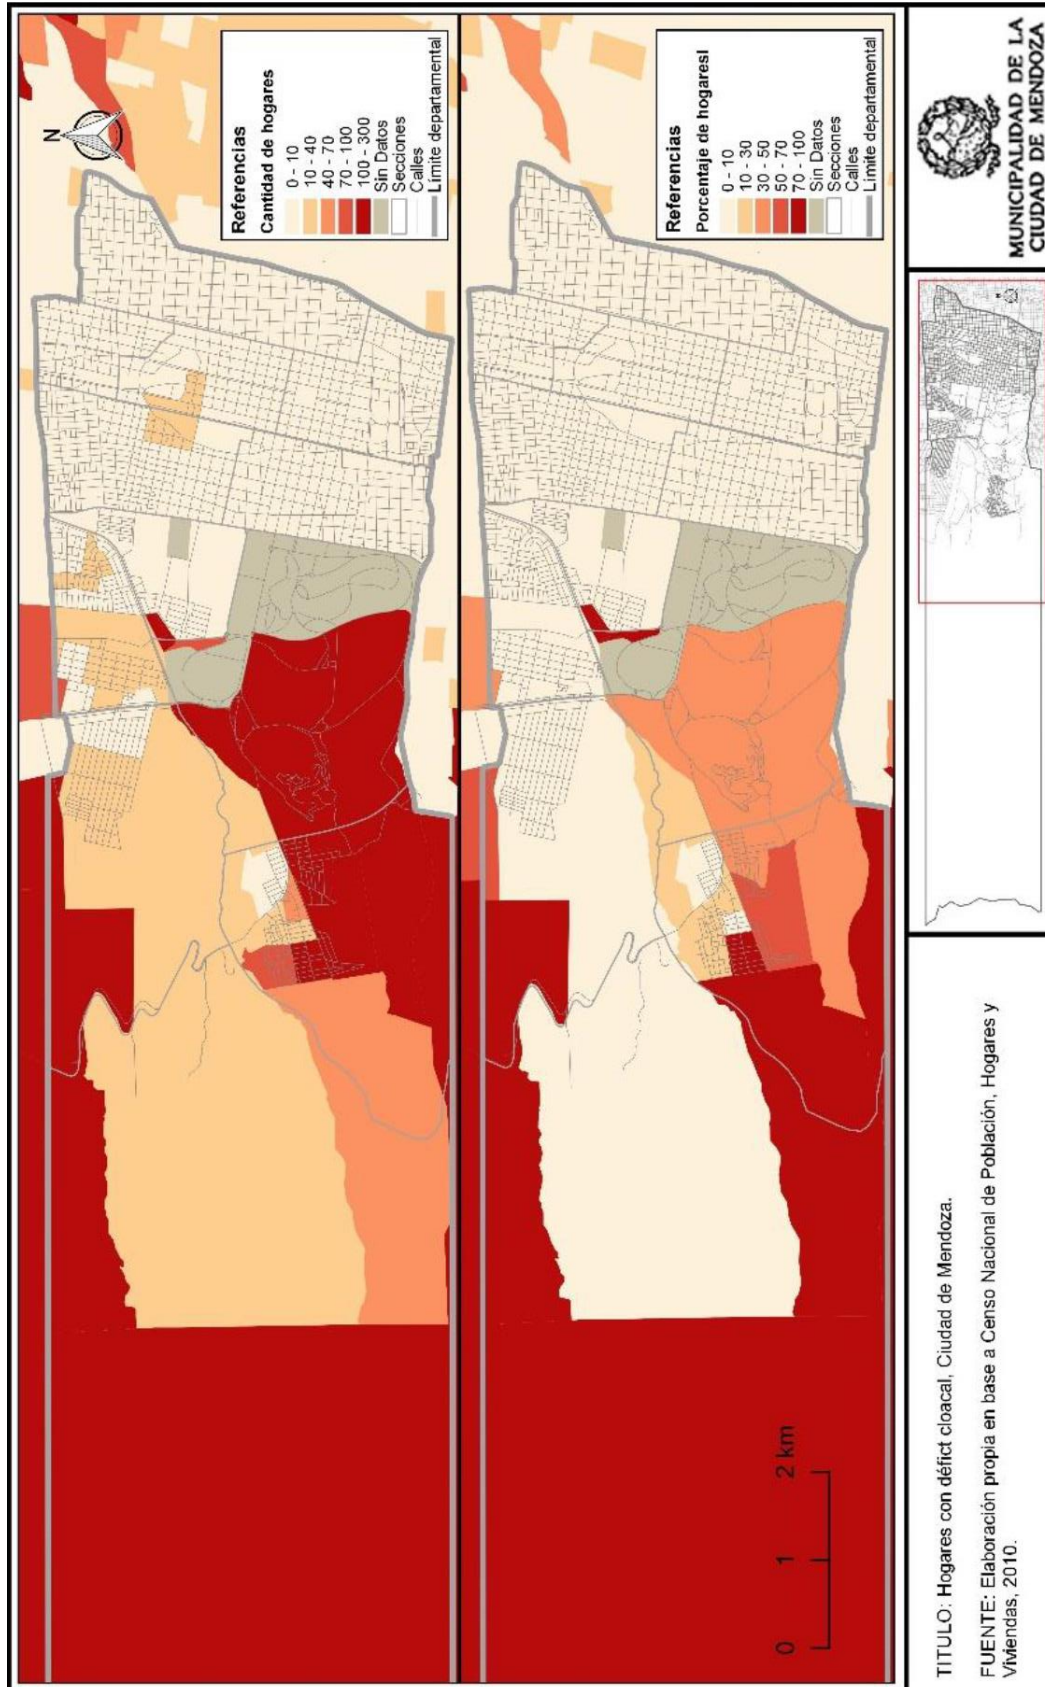 N
Referencias
Cantidad de hogares
0 - 10
10 - 40
40 - 70
70 - 100
100 - 300
Sin Datos
Secciones
Calles
Límite departamental
Referencias
Porcentaje de hogaresl
0 - 10
10 - 30
30 - 50
50 - 70
70 - 100
Sin Datos
Secciones
Calles
Límite departamental
0 1 2 km
TITULO: Hogares con défict cloacal, Ciudad de Mendoza.
FUENTE: Elaboración propia en base a Censo Nacional de Población, Hogares y
Viviendas, 2010.
MUNICIPALIDAD DE LA
CIUDAD DE MENDOZA